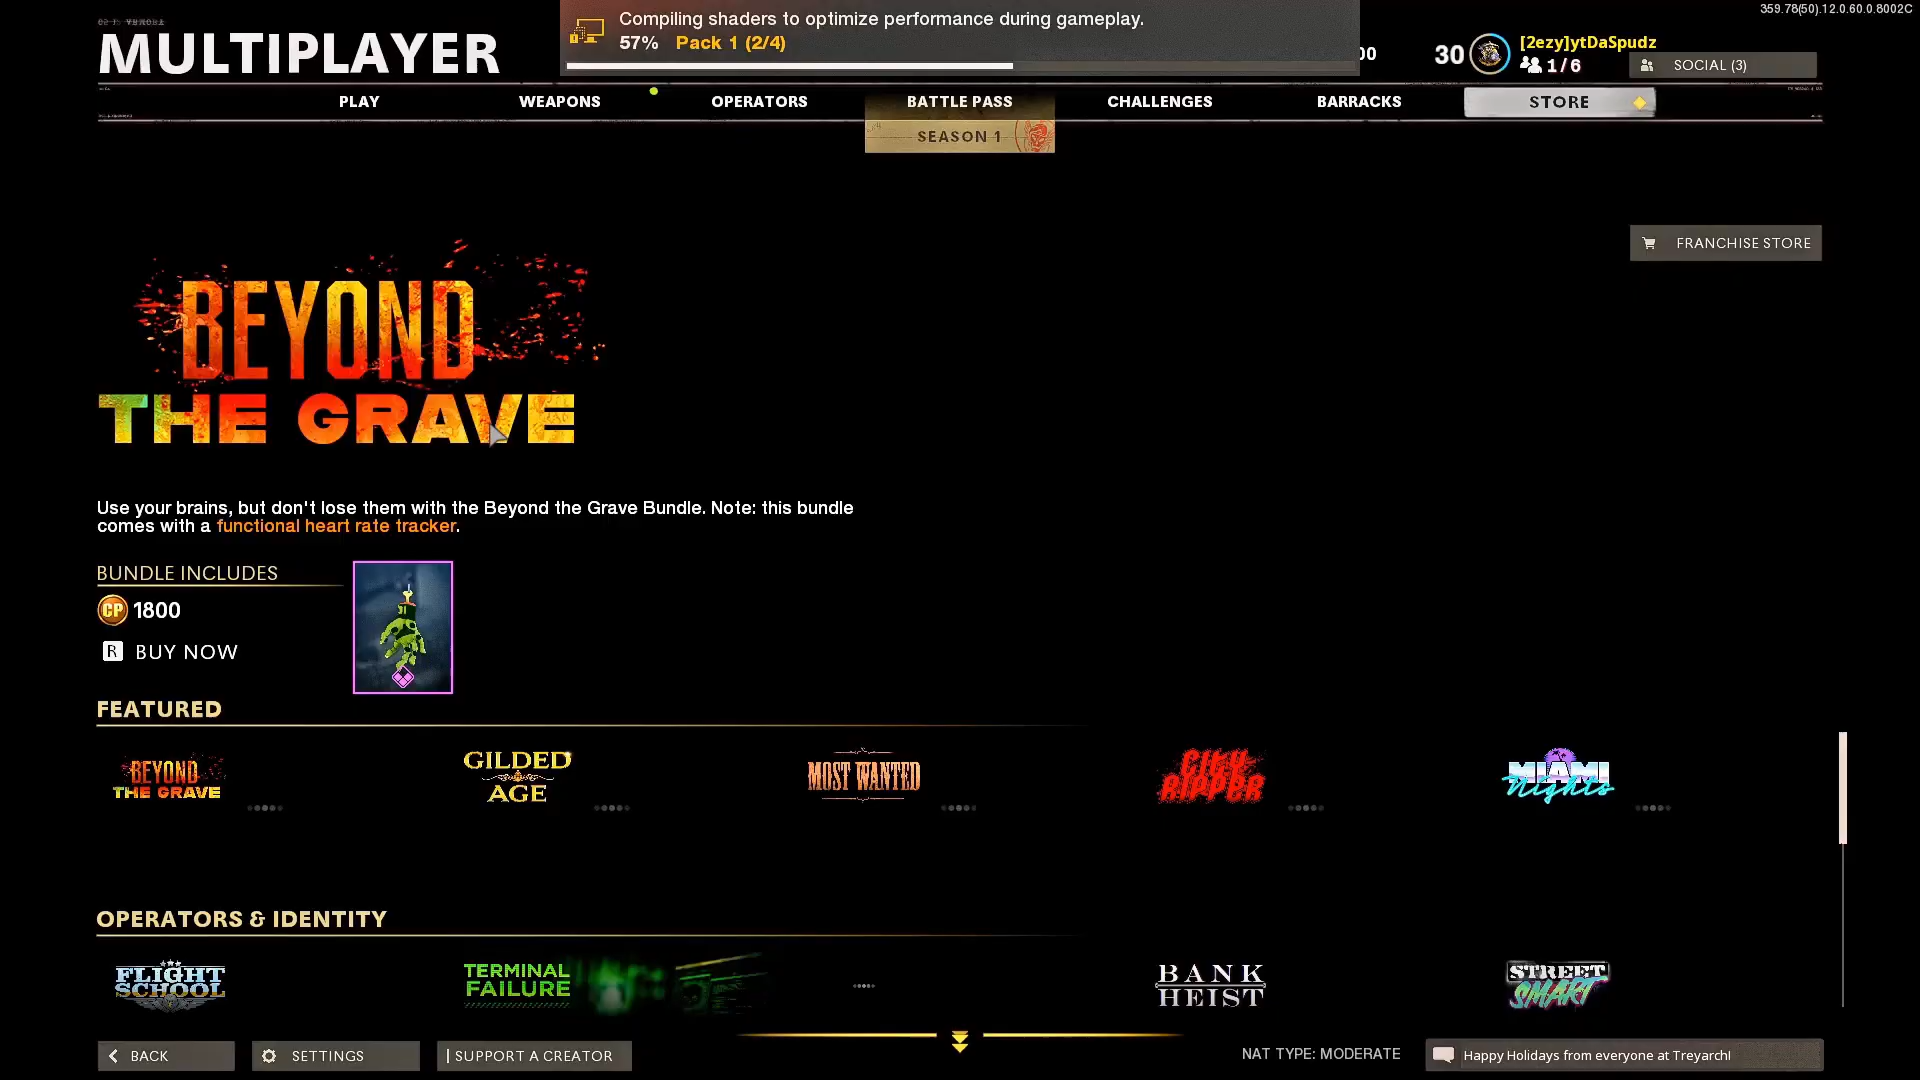 Compiling shaders to optimize performance during gameplay.
57% Pack 1 (2/4)
359.78(50).12.0.60.0.8002C
MULTIPLAYER
00
30
[2ezy]ytDaSpudz
1/6
SOCIAL (3)
PLAY
WEAPONS
OPERATORS
BATTLE PASS
CHALLENGES
BARRACKS
STORE
SEASON 1
FRANCHISE STORE
BEYOND
THE GRAVE
Use your brains, but don't lose them with the Beyond the Grave Bundle. Note: this bundle
comes with a functional heart rate tracker.
BUNDLE INCLUDES
CP 1800
R BUY NOW
FEATURED
BEYOND
THE GRAVE
GILDED
AGE
MOST WANTED
CITY
RIPPER
MIAMI
Nights
OPERATORS & IDENTITY
FLIGHT
SCHOOL
TERMINAL
FAILURE
BANK
HEIST
STREET
SMART
BACK
SETTINGS
SUPPORT A CREATOR
NAT TYPE: MODERATE
Happy Holidays from everyone at Treyarch!